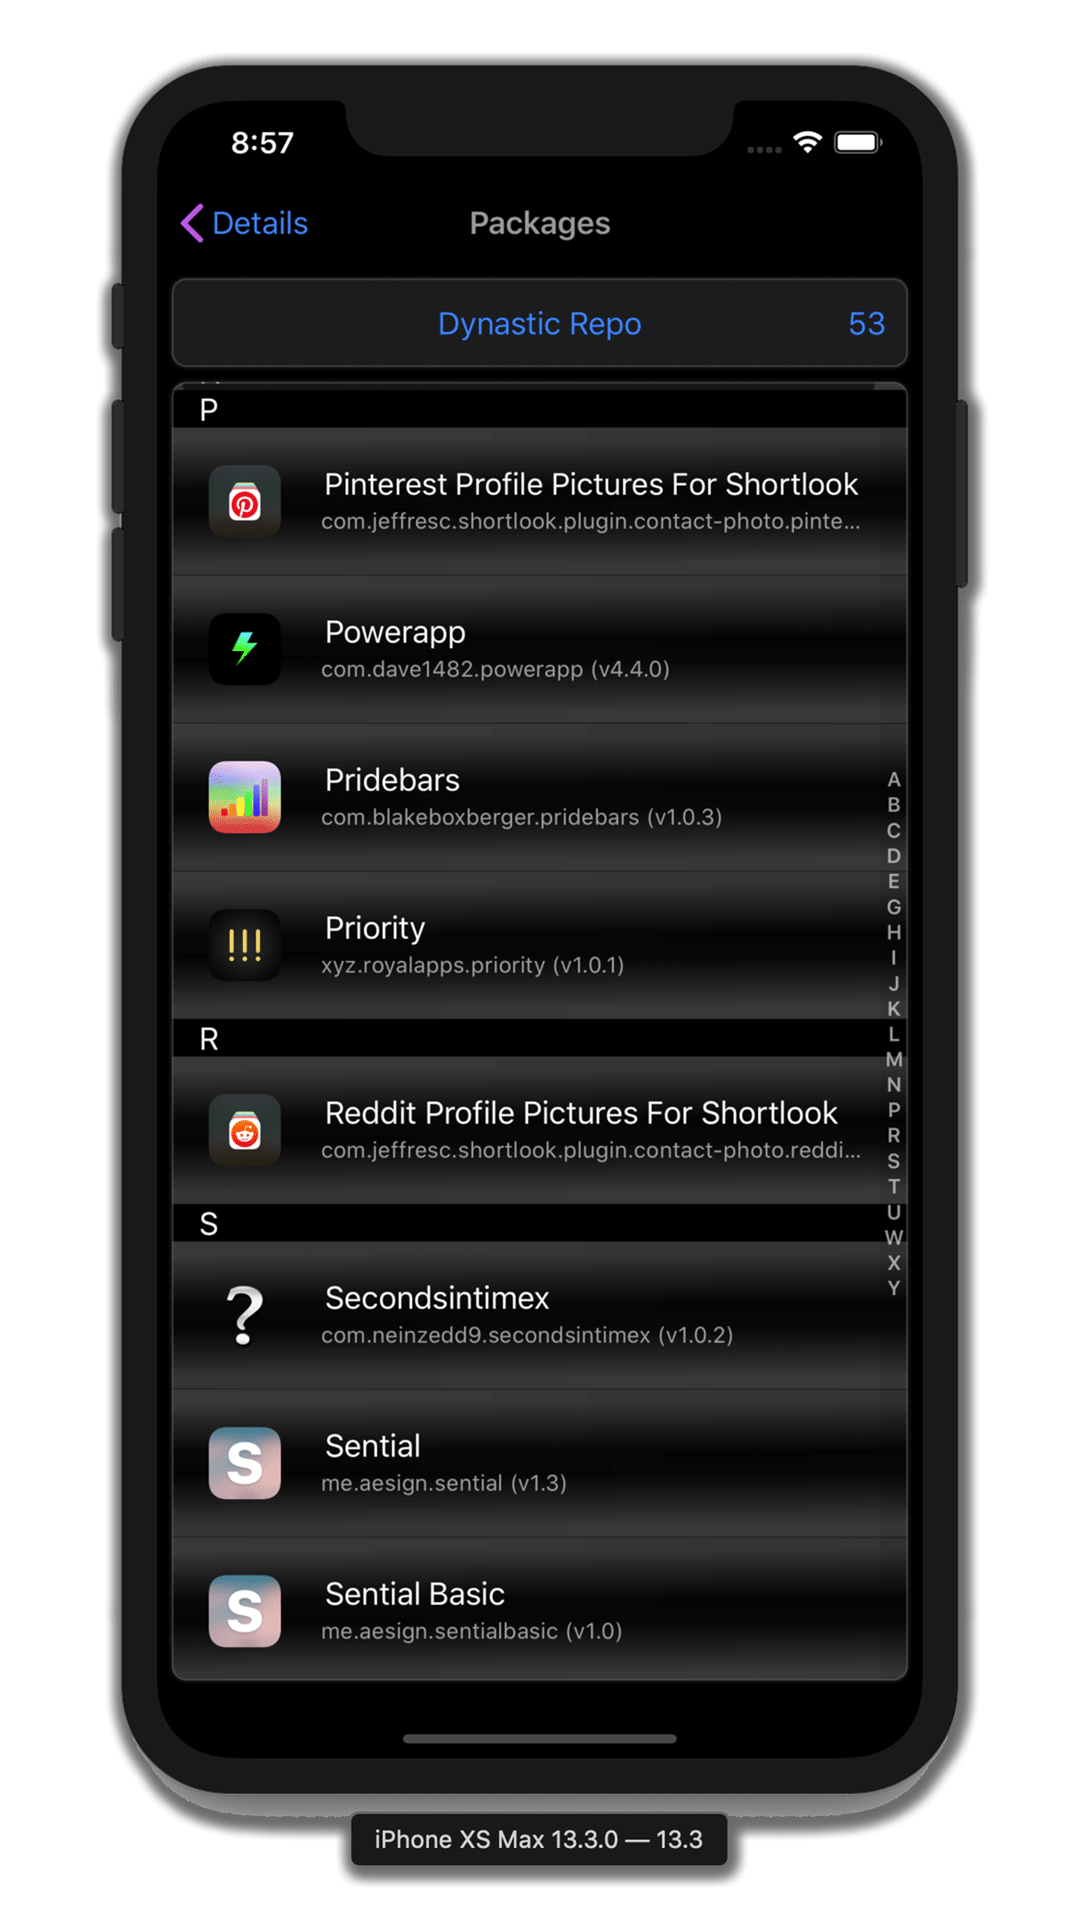 8:57
Details
Packages
Dynastic Repo 53
P
Pinterest Profile Pictures For Shortlook
com.jeffresc.shortlook.plugin.contact-photo.pinte...
Powerapp
com.dave1482.powerapp (v4.4.0)
Pridebars
com.blakeboxberger.pridebars (v1.0.3)
Priority
xyz.royalapps.priority (v1.0.1)
R
Reddit Profile Pictures For Shortlook
com.jeffresc.shortlook.plugin.contact-photo.reddi...
S
Secondsintimex
com.neinzedd9.secondsintimex (v1.0.2)
S
Sential
me.aesign.sential (v1.3)
S
Sential Basic
me.aesign.sentialbasic (v1.0)
A
B
C
D
E
G
H
I
J
K
L
M
N
P
R
S
T
U
W
X
Y
iPhone XS Max 13.3.0 — 13.3